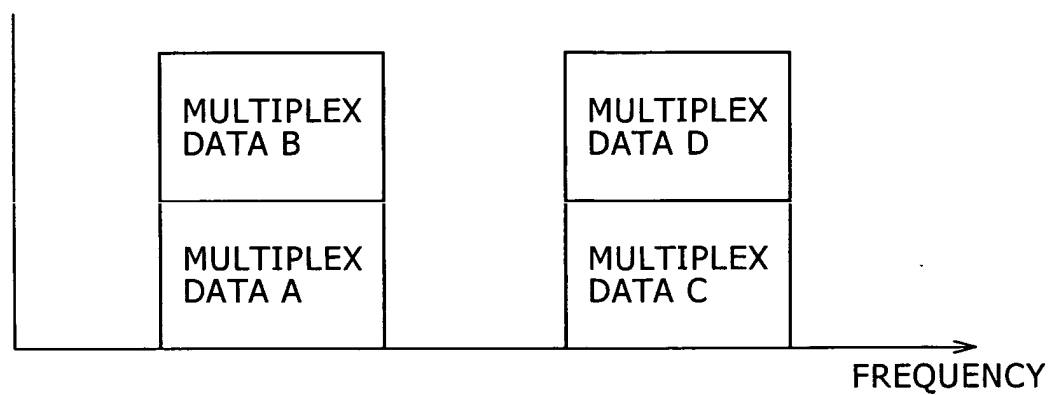 MULTIPLEX
DATA B
MULTIPLEX
DATA D
MULTIPLEX
DATA A
MULTIPLEX
DATA C
FREQUENCY